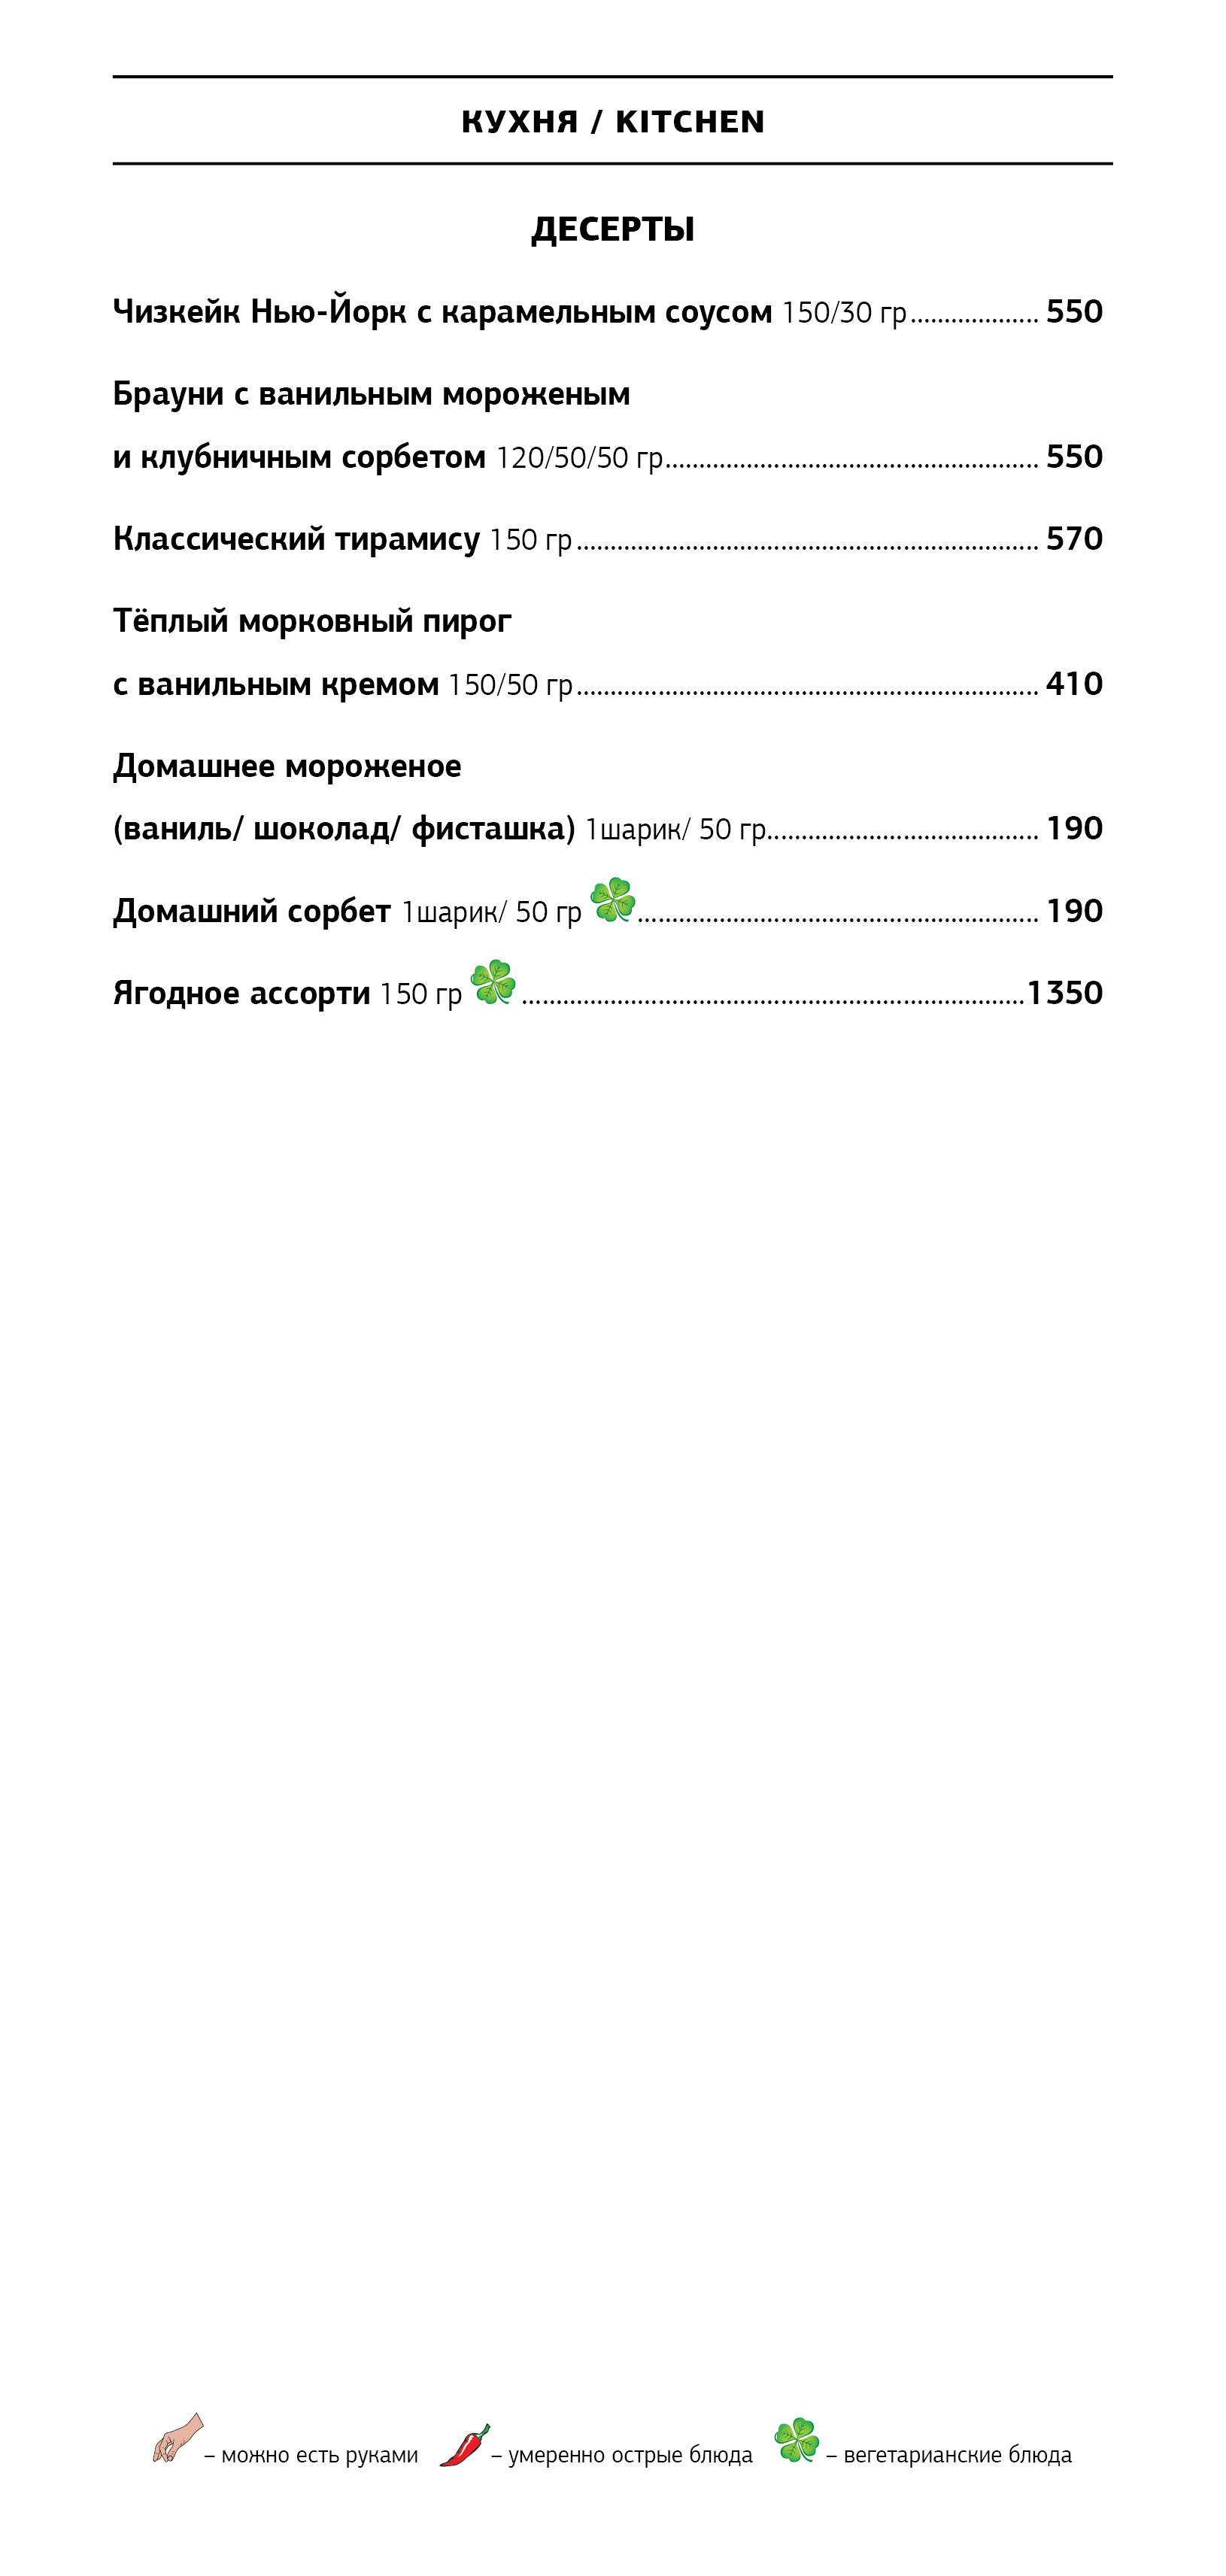 КУХНЯ / KITCHEN
ДЕСЕРТЫ
Чизкейк Нью-Йорк с карамельным соусом 150/30 гр................... 550
Брауни с ванильным мороженым
и клубничным сорбетом 120/50/50 гр....................................................... 550
Классический тирамису 150 гр.................................................................... 570
Тёплый морковный пирог
с ванильным кремом 150/50 гр.................................................................... 410
Домашнее мороженое
(ваниль/ шоколад/ фисташка) 1шарик/ 50 гр........................................ 190
Домашний сорбет 1шарик/ 50 гр ........................................................... 190
Ягодное ассорти 150 гр ..........................................................................1350
– можно есть руками – умеренно острые блюда – вегетарианские блюда